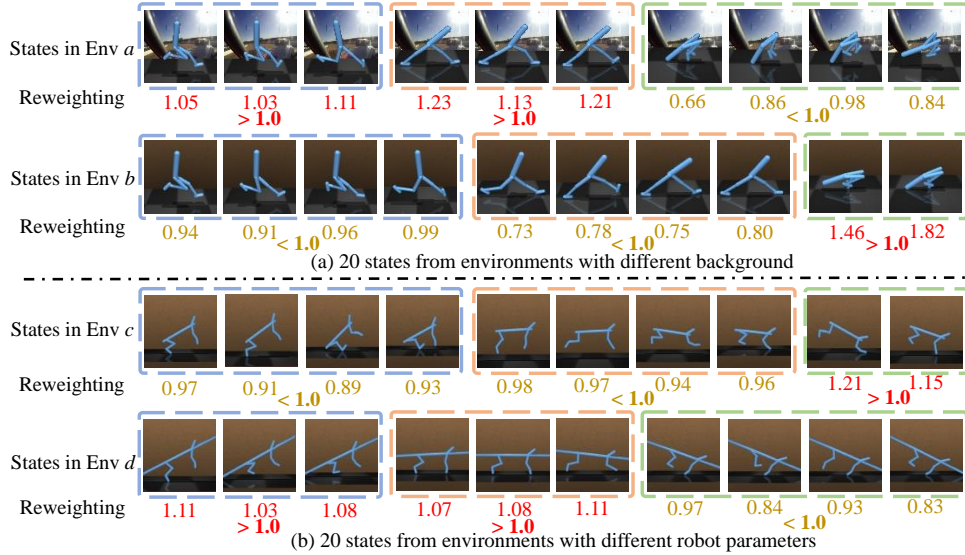 States in Env a
Reweighting
1.05 1.03 1.11 1.23 1.13 1.21 0.66 0.86 0.98 0.84
> 1.0 > 1.0 < 1.0
States in Env b
Reweighting
0.94 0.91 0.96 0.99 0.73 0.78 0.75 0.80 1.46 1.82
< 1.0 < 1.0 > 1.0
(a) 20 states from environments with different background
States in Env c
Reweighting
0.97 0.91 0.89 0.93 0.98 0.97 0.94 0.96 1.21 1.15
< 1.0 < 1.0 > 1.0
States in Env d
Reweighting
1.11 1.03 1.08 1.07 1.08 1.11 0.97 0.84 0.93 0.83
> 1.0 > 1.0 < 1.0
(b) 20 states from environments with different robot parameters